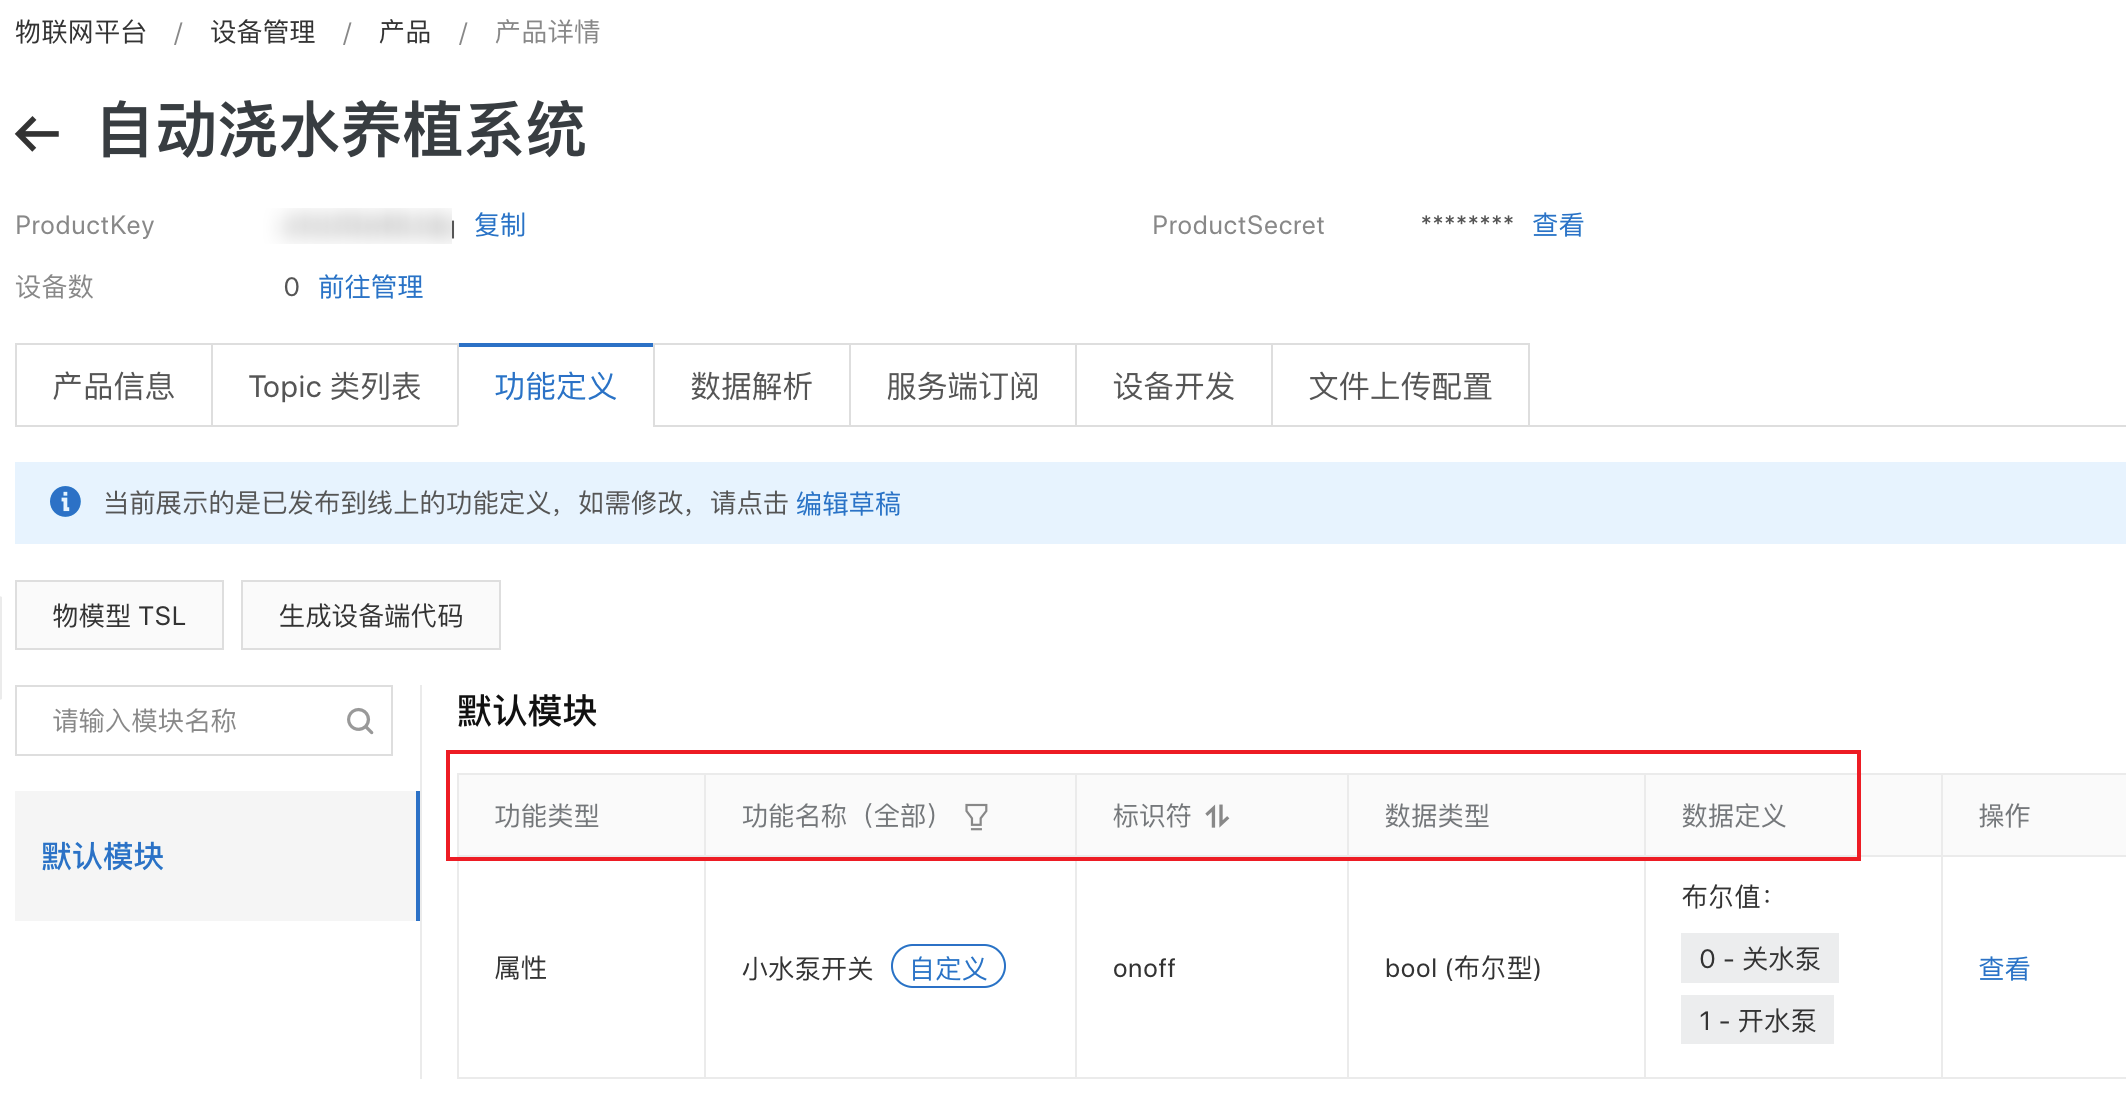 物联网平台 / 设备管理 / 产品 / 产品详情
自动浇水养植系统
ProductKey 复制 ProductSecret ******** 查看
设备数 0 前往管理
产品信息 Topic 类列表 功能定义 数据解析 服务端订阅 设备开发 文件上传配置
当前展示的是已发布到线上的功能定义，如需修改，请点击 编辑草稿
物模型 TSL 生成设备端代码
请输入模块名称
默认模块
默认模块
功能类型 功能名称（全部） 标识符 数据类型 数据定义 操作
属性 小水泵开关 自定义 onoff bool (布尔型) 布尔值：
0 - 关水泵
1 - 开水泵
查看